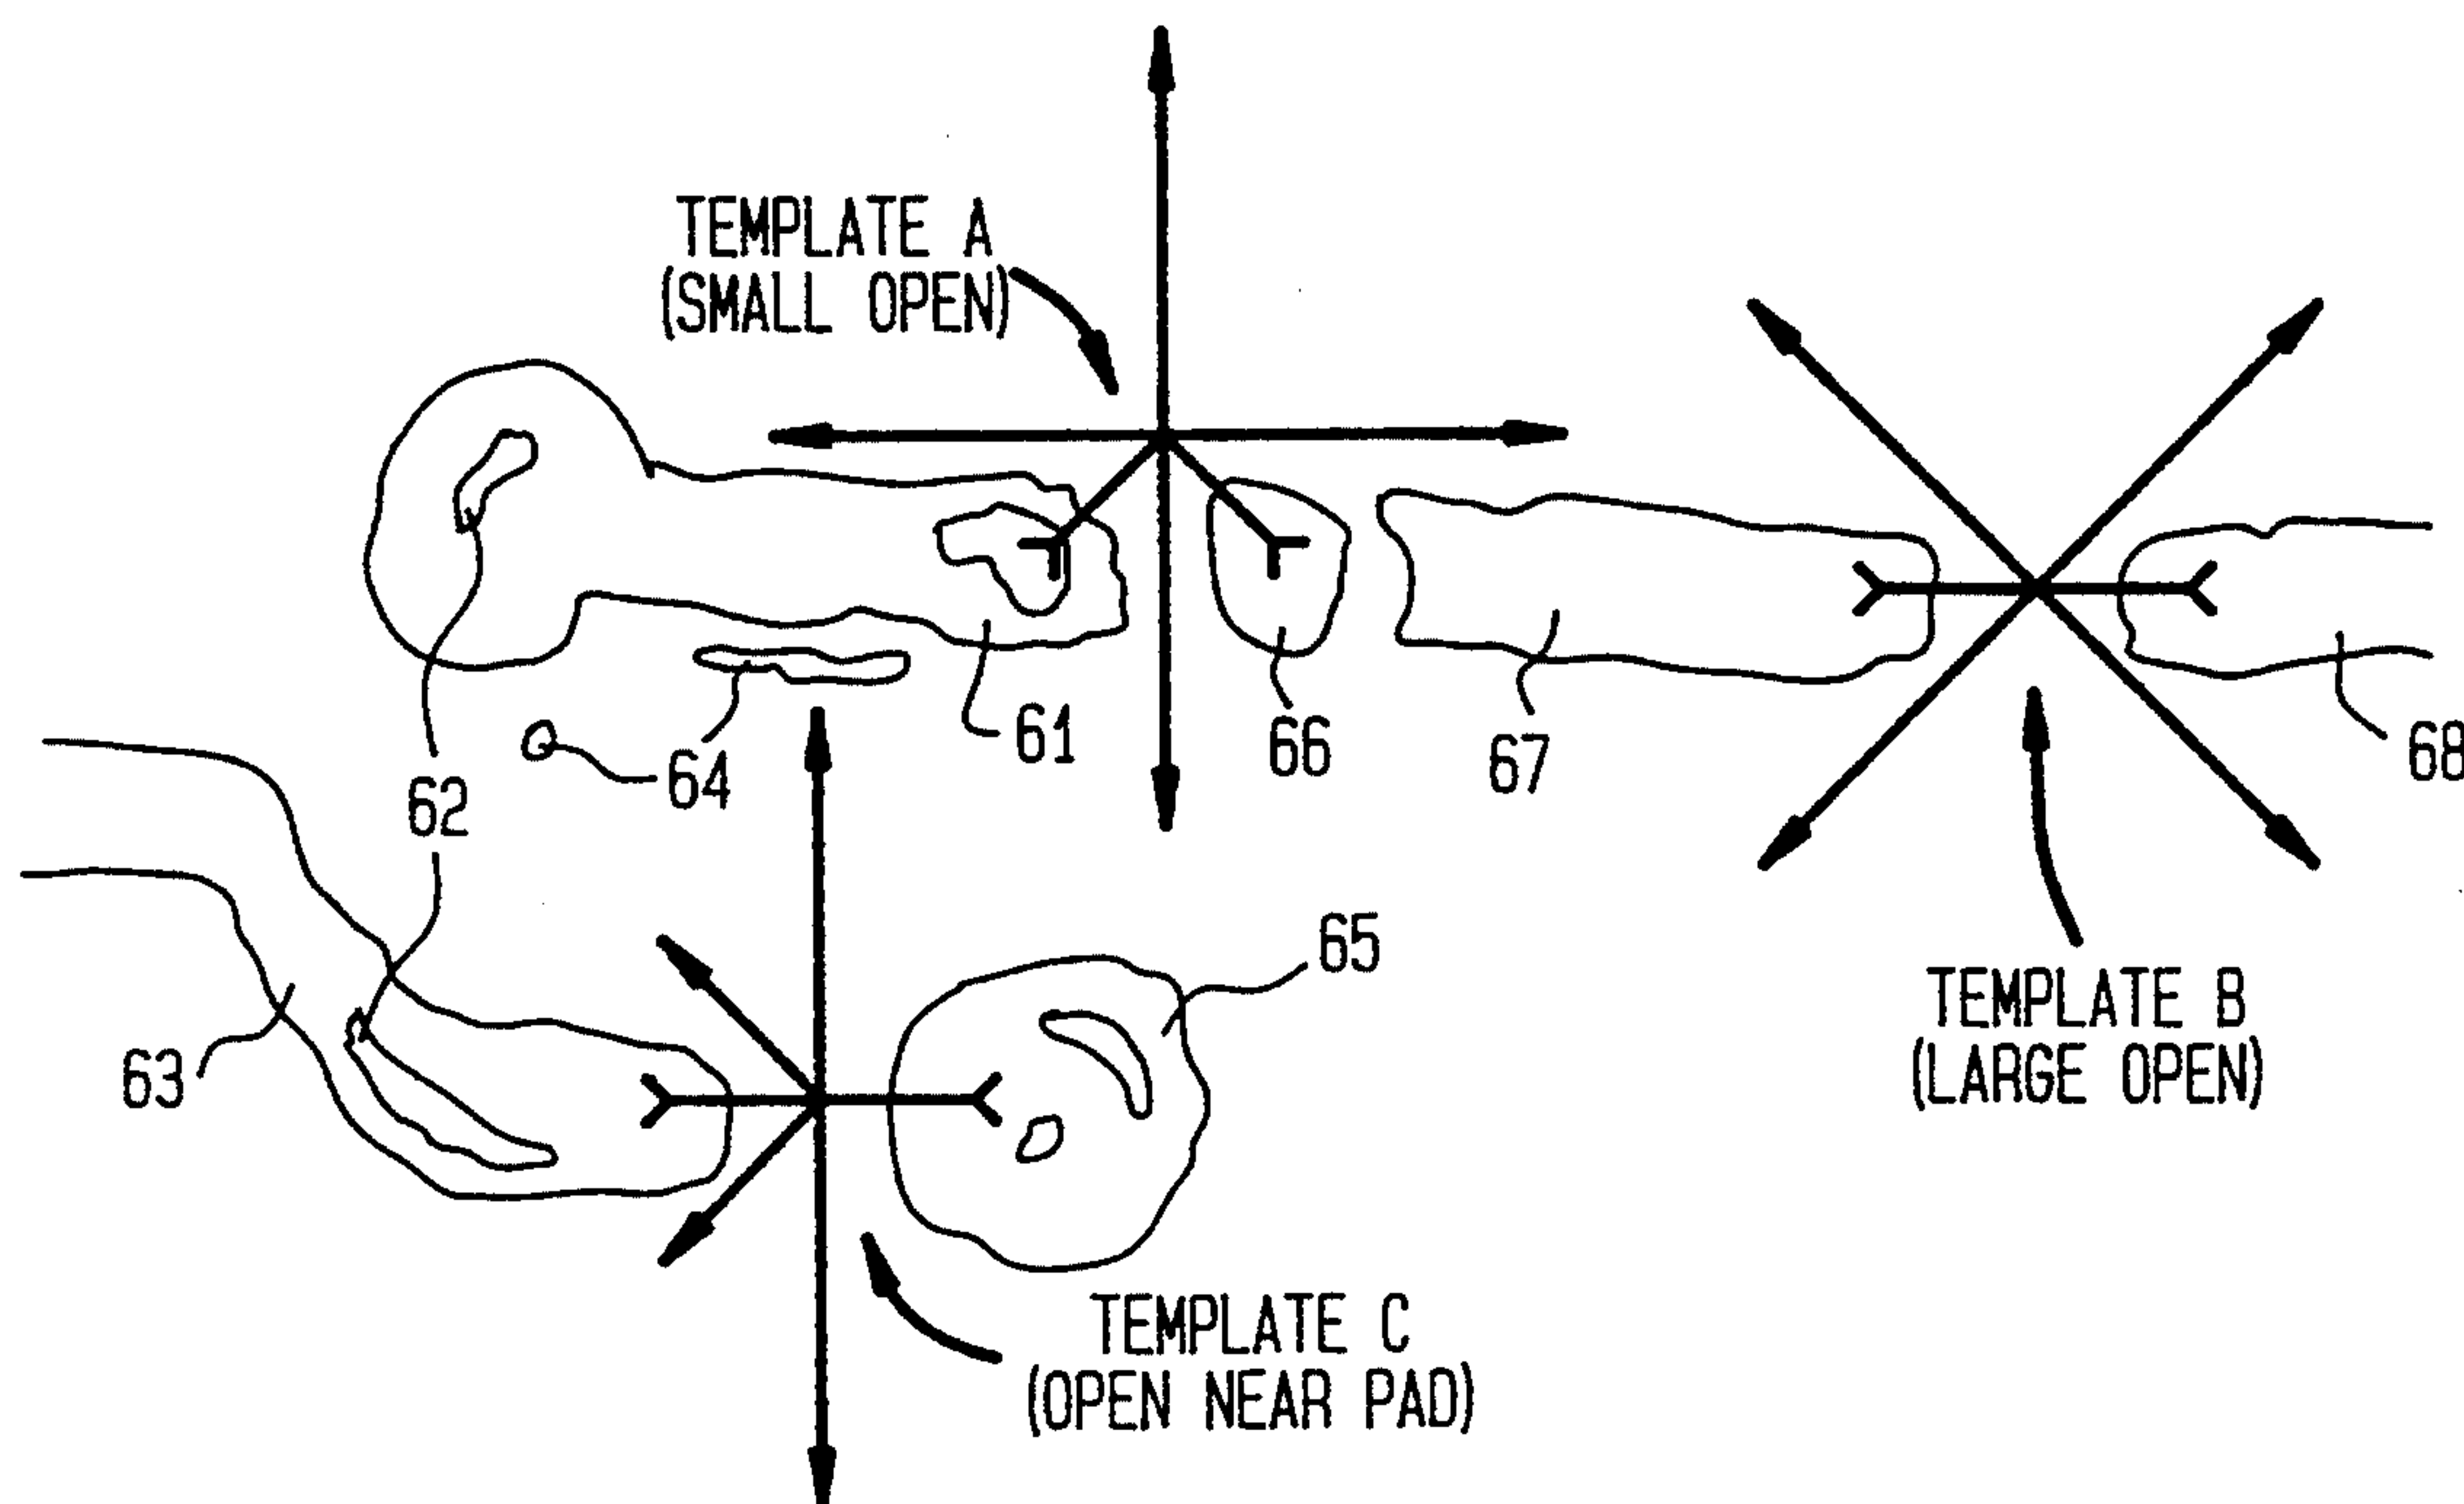 TEMPLATE A
(SMALL OPEN)
61
66
67
68
64
62
65
63
TEMPLATE B
(LARGE OPEN)
TEMPLATE C
(OPEN NEAR PAD)